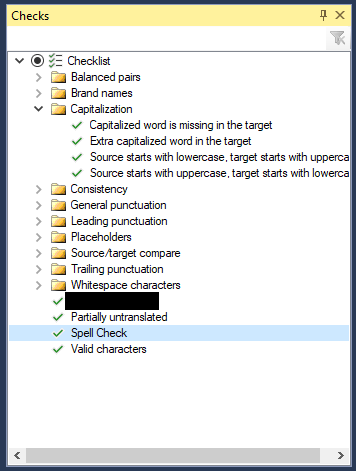 Checks
Checklist
Balanced pairs
Brand names
Capitalization
Capitalized word is missing in the target
Extra capitalized word in the target
Source starts with lowercase, target starts with upperca
Source starts with uppercase, target starts with lowerca
Consistency
General punctuation
Leading punctuation
Placeholders
Source/target compare
Trailing punctuation
Whitespace characters
Partially untranslated
Spell Check
Valid characters